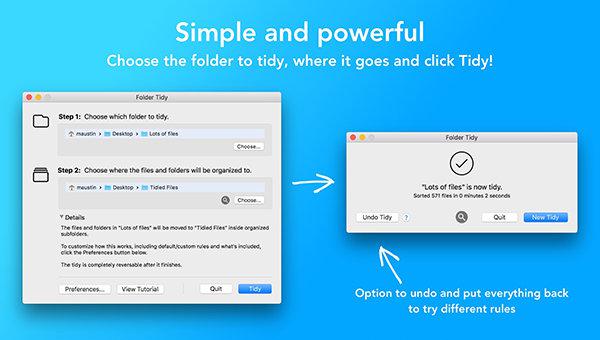 Simple and powerful
Choose the folder to tidy, where it goes and click Tidy!
Folder Tidy
Step 1: Choose which folder to tidy.
maustin › Desktop › Lots of files
Choose...
Step 2: Choose where the files and folders will be organized to.
maustin › Desktop › Tidied Files
Choose...
Details
The files and folders in "Lots of files" will be moved to "Tidied Files" inside organized
subfolders.
To customize how this works, including default/custom rules and what's included,
click the Preferences button below.
The tidy is completely reversable after it finishes.
Preferences... View Tutorial Quit Tidy
Folder Tidy
"Lots of files" is now tidy.
Sorted 571 files in 0 minutes 2 seconds
Undo Tidy ? Quit New Tidy
Option to undo and put everything back
to try different rules